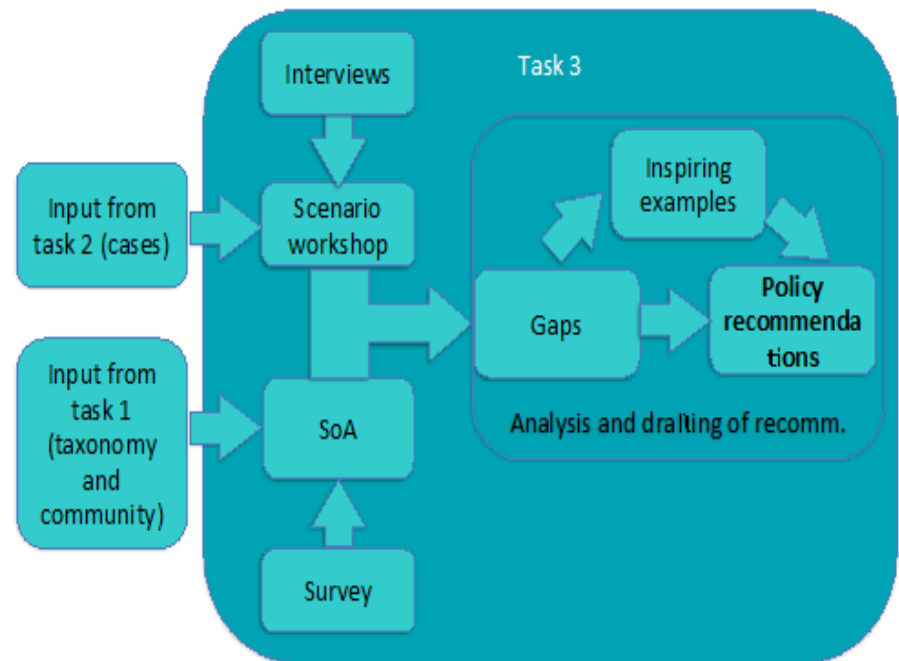 Task 3
Interviews
Input from
task 2 (cases)
Scenario
workshop
Inspiring
examples
Gaps
Policy
recommenda
tions
Input from
task 1
(taxonomy
and
community)
SoA
Analysis and drafting of recomm.
Survey